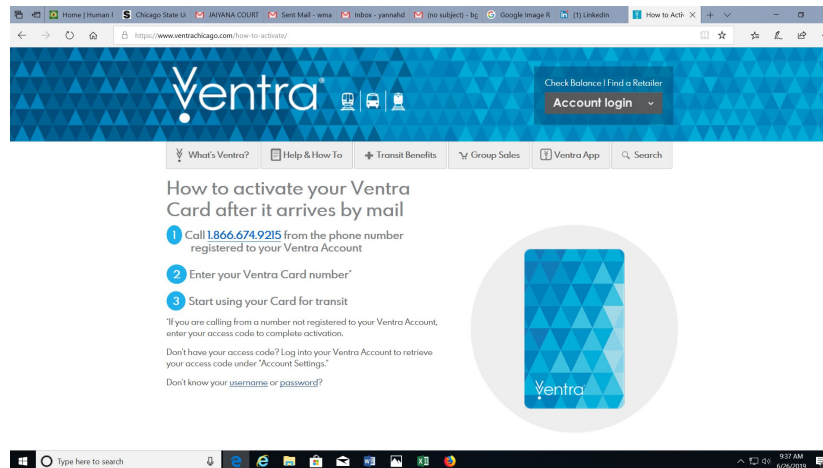 Home | Human I
Chicago State U
JAIYANA COURT
Sent Mail - wma
Inbox - yannahd
(no subject) - bg
Google Image R
(1) LinkedIn
How to Activ
https://www.ventrachicago.com/how-to-activate/
Ventra®
Check Balance | Find a Retailer
Account login
What's Ventra?
Help & How To
Transit Benefits
Group Sales
Ventra App
Search
How to activate your Ventra
Card after it arrives by mail
1 Call 1.866.674.9215 from the phone number
registered to your Ventra Account
2 Enter your Ventra Card number*
3 Start using your Card for transit
*If you are calling from a number not registered to your Ventra Account,
enter your access code to complete activation.
Don't have your access code? Log into your Ventra Account to retrieve
your access code under "Account Settings."
Don't know your username or password?
Ventra
Type here to search
9:37 AM
6/26/2019